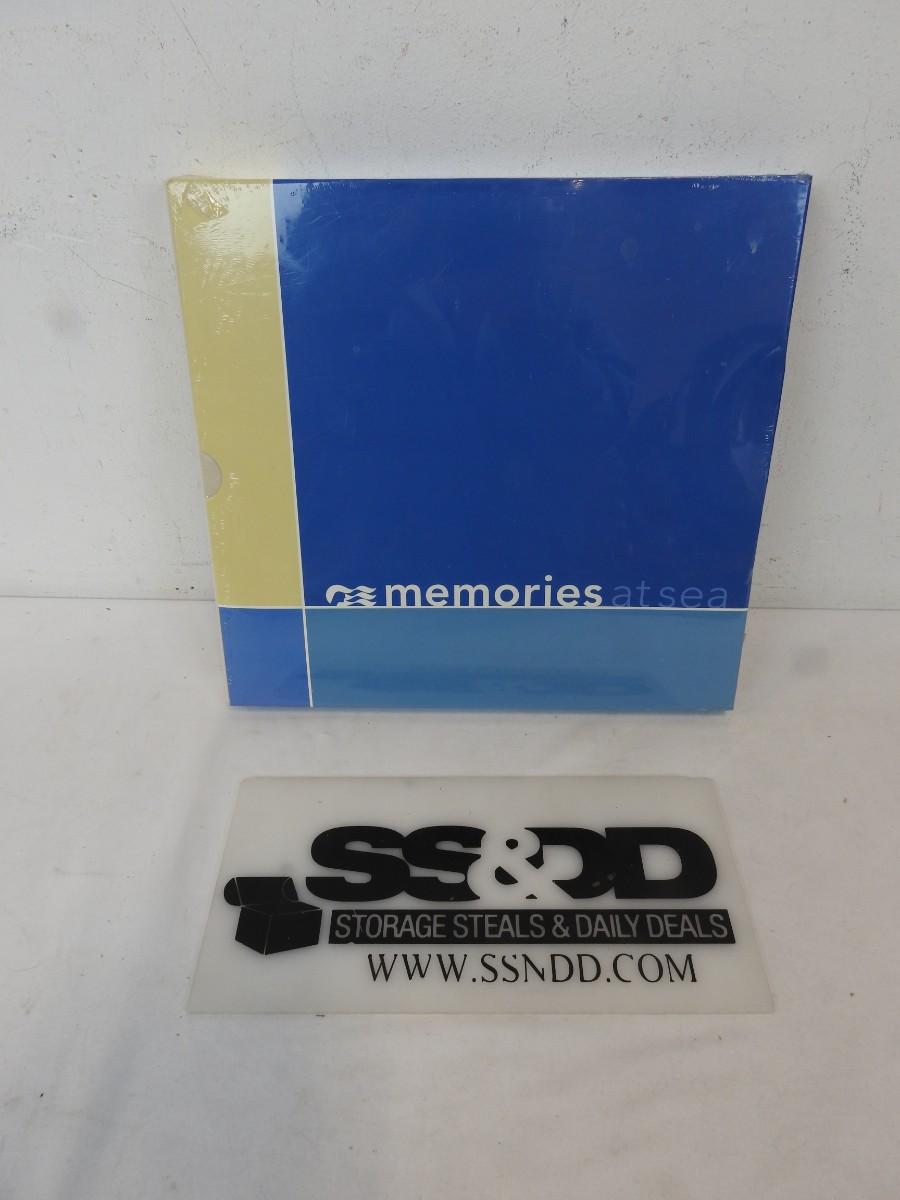 memories at sea
SS&DD
STORAGE STEALS & DAILY DEALS
WWW.SSNDD.COM